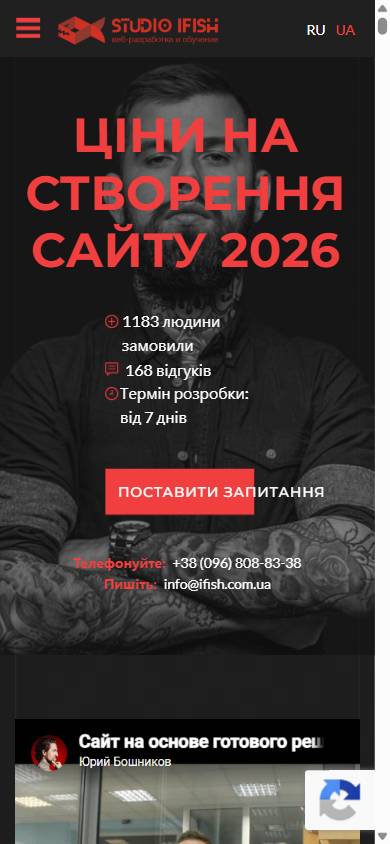 STUDIO IFISH
веб-разработка и обучение
RU UA
ЦІНИ НА
СТВОРЕННЯ
САЙТУ 2026
1183 людини
замовили
168 відгуків
Термін розробки:
від 7 днів
ПОСТАВИТИ ЗАПИТАННЯ
Телефонуйте: +38 (096) 808-83-38
Пишіть: info@ifish.com.ua
Сайт на основе готового реш
Юрий Бошников